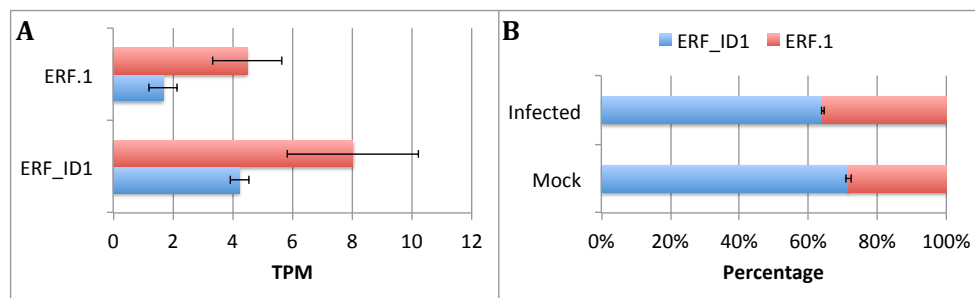 A
ERF.1
ERF_ID1
0 2 4 6 8 10 12
TPM
B
ERF_ID1 ERF.1
Infected
Mock
0% 20% 40% 60% 80% 100%
Percentage